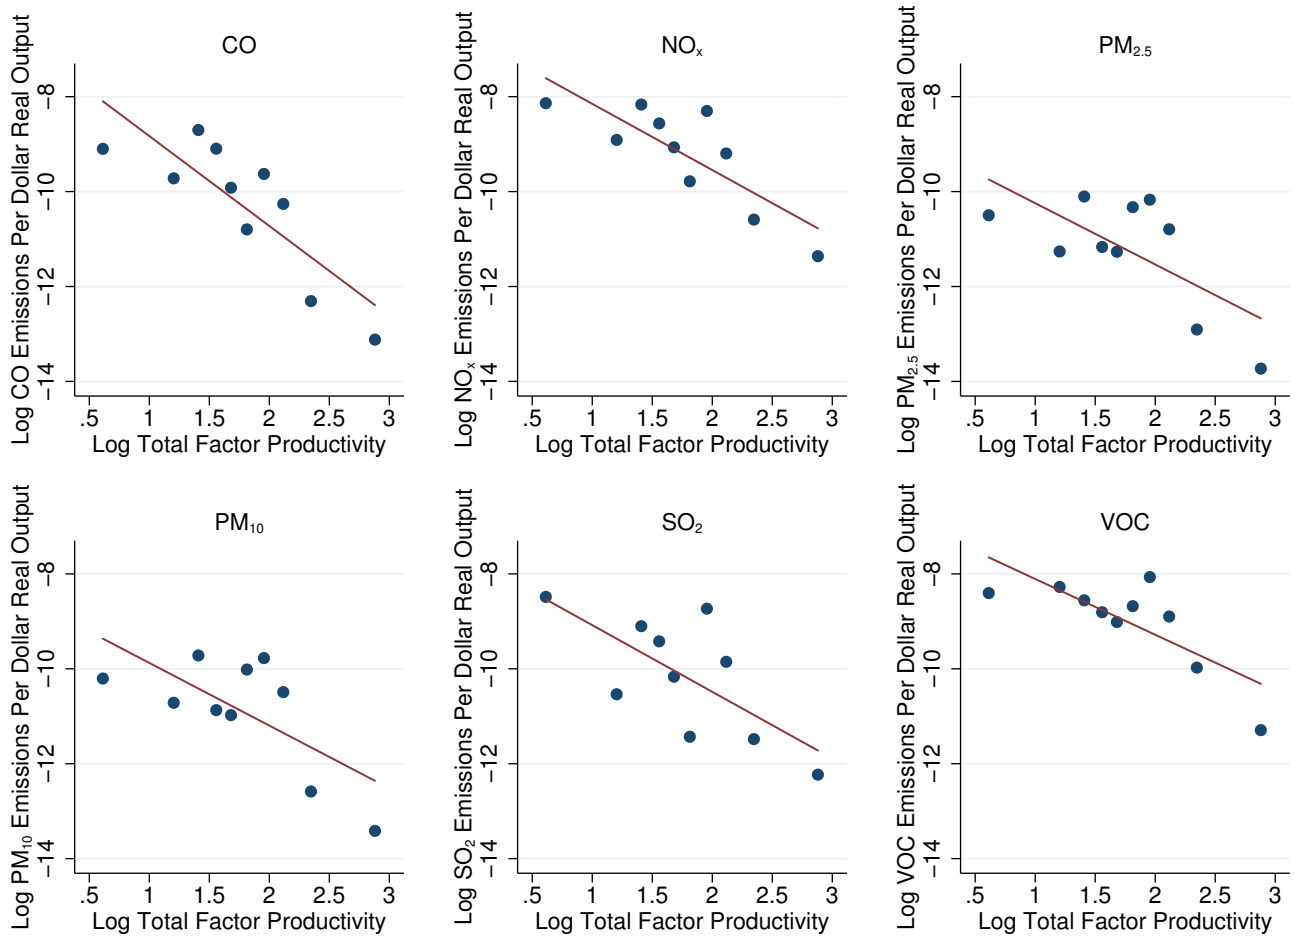 CO
Log CO Emissions Per Dollar Real Output
−8
−10
−12
−14
.5 1 1.5 2 2.5 3
Log Total Factor Productivity
NOₓ
Log NOₓ Emissions Per Dollar Real Output
−8
−10
−12
−14
.5 1 1.5 2 2.5 3
Log Total Factor Productivity
PM₂.₅
Log PM₂.₅ Emissions Per Dollar Real Output
−8
−10
−12
−14
.5 1 1.5 2 2.5 3
Log Total Factor Productivity
PM₁₀
Log PM₁₀ Emissions Per Dollar Real Output
−8
−10
−12
−14
.5 1 1.5 2 2.5 3
Log Total Factor Productivity
SO₂
Log SO₂ Emissions Per Dollar Real Output
−8
−10
−12
−14
.5 1 1.5 2 2.5 3
Log Total Factor Productivity
VOC
Log VOC Emissions Per Dollar Real Output
−8
−10
−12
−14
.5 1 1.5 2 2.5 3
Log Total Factor Productivity